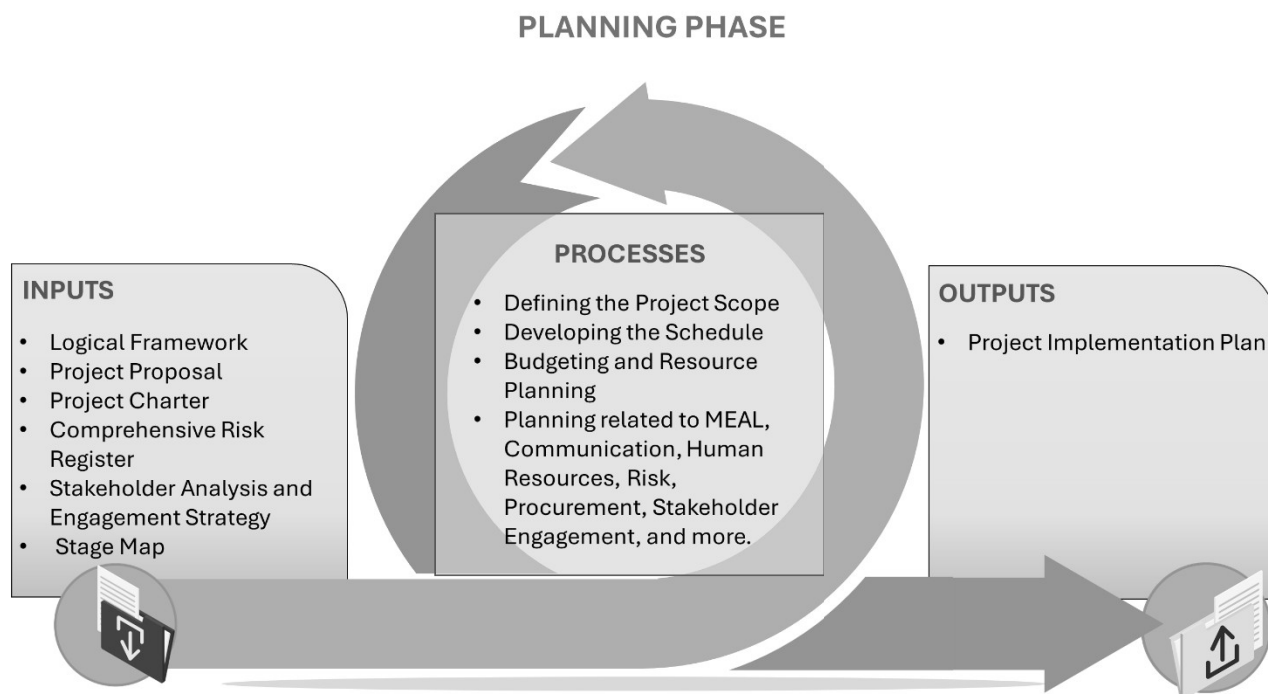 PLANNING PHASE
INPUTS
• Logical Framework
• Project Proposal
• Project Charter
• Comprehensive Risk
Register
• Stakeholder Analysis and
Engagement Strategy
• Stage Map
PROCESSES
• Defining the Project Scope
• Developing the Schedule
• Budgeting and Resource
Planning
• Planning related to MEAL,
Communication, Human
Resources, Risk,
Procurement, Stakeholder
Engagement, and more.
OUTPUTS
• Project Implementation Plan